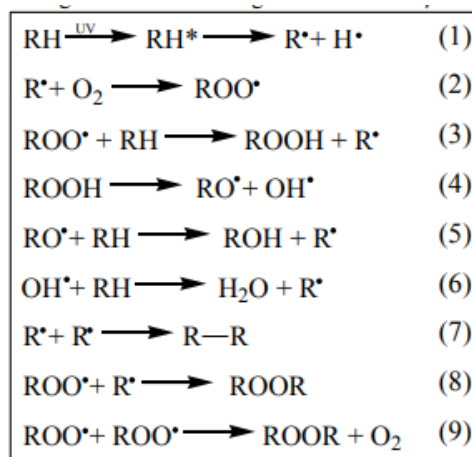 RH —UV→ RH* ⟶ R• + H• (1)
R• + O₂ ⟶ ROO• (2)
ROO• + RH ⟶ ROOH + R• (3)
ROOH ⟶ RO• + OH• (4)
RO• + RH ⟶ ROH + R• (5)
OH• + RH ⟶ H₂O + R• (6)
R• + R• ⟶ R—R (7)
ROO• + R• ⟶ ROOR (8)
ROO• + ROO• ⟶ ROOR + O₂ (9)